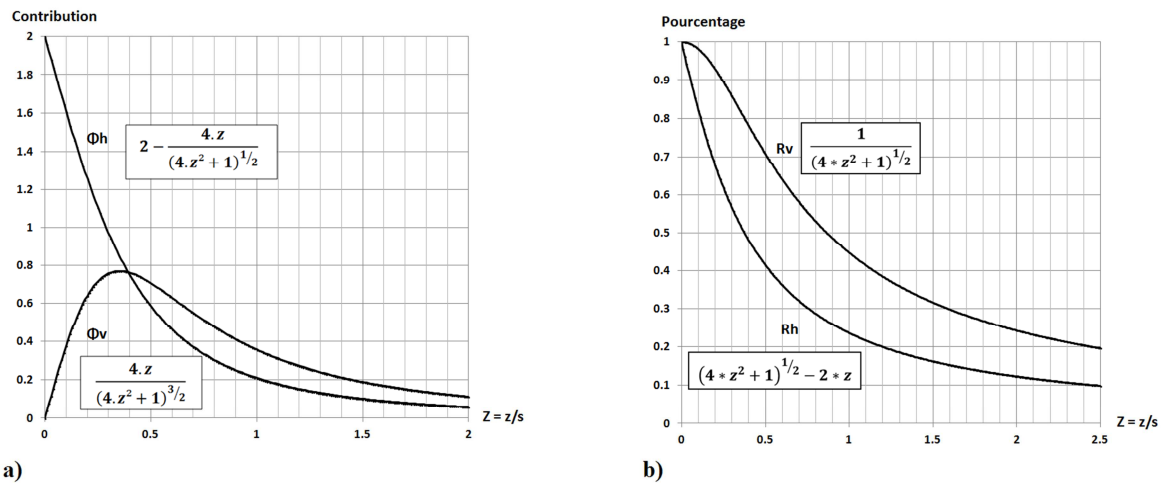 Contribution
2
1.8
1.6
1.4
1.2
1
0.8
0.6
0.4
0.2
0
Φh
2 − 4.z / (4.z² + 1)^1/2
Φv
4.z / (4.z² + 1)^3/2
0 0.5 1 1.5 2
Z = z/s
a)
Pourcentage
1
0.9
0.8
0.7
0.6
0.5
0.4
0.3
0.2
0.1
0
Rv
1 / (4 * z² + 1)^1/2
Rh
(4 * z² + 1)^1/2 − 2 * z
0 0.5 1 1.5 2 2.5
Z = z/s
b)